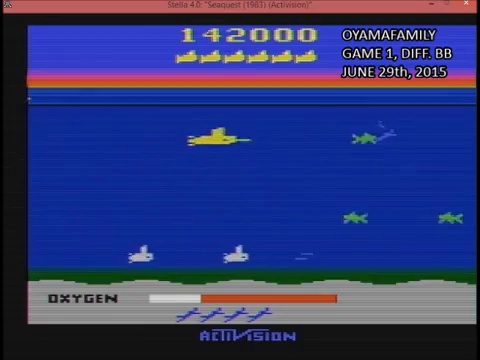 Stella 4.0: "Seaquest (1983) (Activision)"
142000
OYAMAFAMILY
GAME 1, DIFF. BB
JUNE 29th, 2015
OXYGEN
ACTIVISION